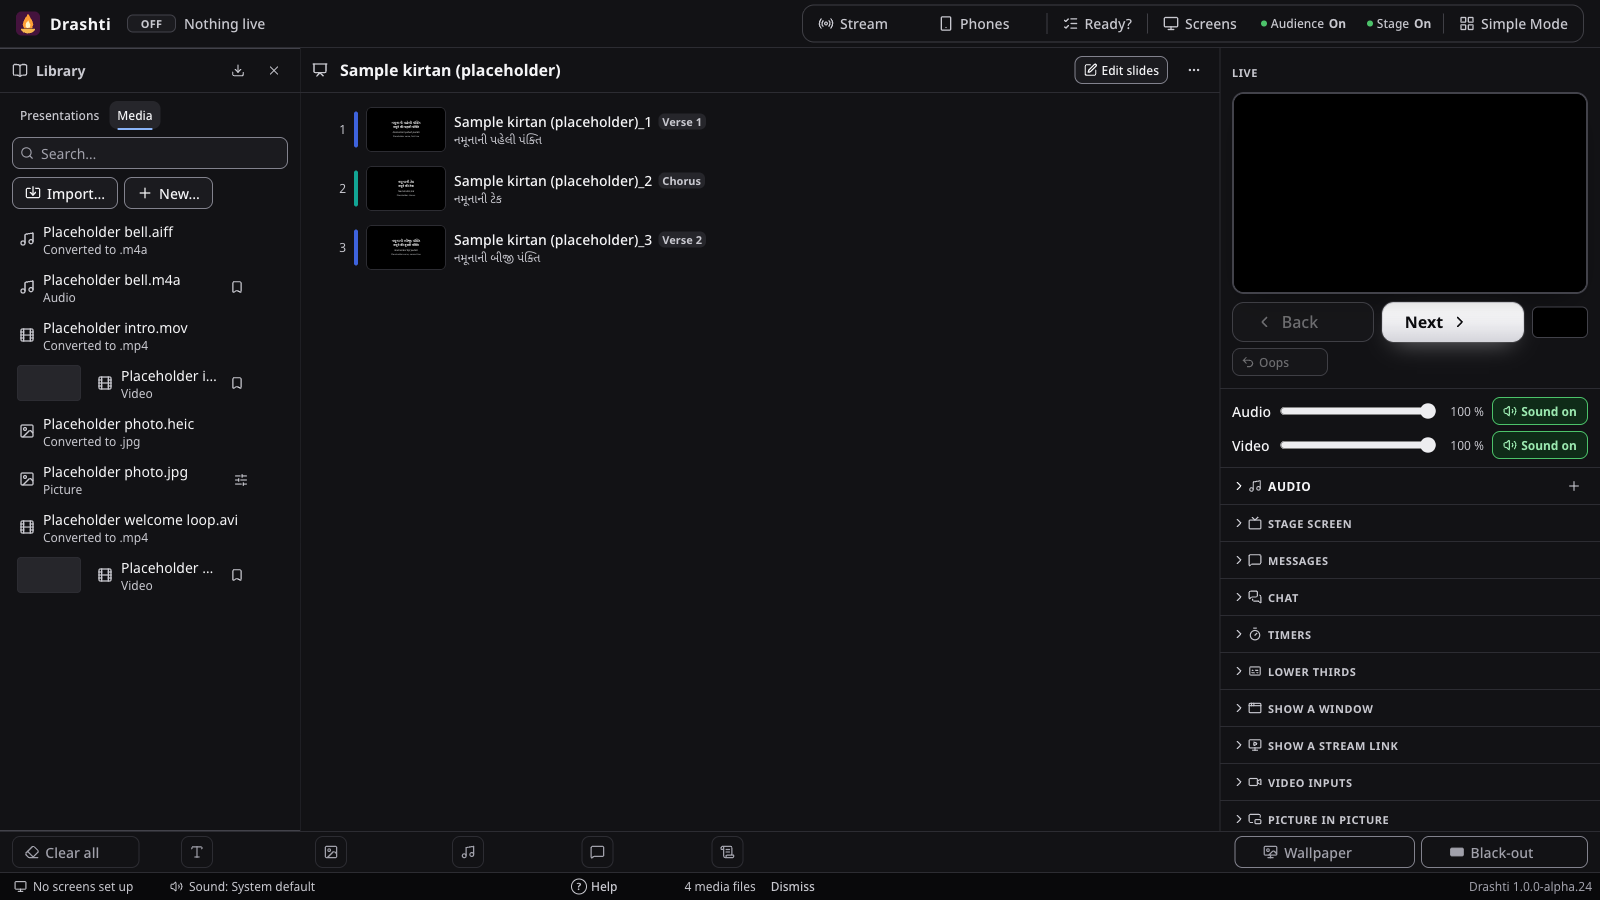 Drashti
OFF
Nothing live
Stream
Phones
Ready?
Screens
Audience On
Stage On
Simple Mode
Library
Presentations
Media
Search...
Import...
New...
Placeholder bell.aiff
Converted to .m4a
Placeholder bell.m4a
Audio
Placeholder intro.mov
Converted to .mp4
Placeholder i...
Video
Placeholder photo.heic
Converted to .jpg
Placeholder photo.jpg
Picture
Placeholder welcome loop.avi
Converted to .mp4
Placeholder ...
Video
Sample kirtan (placeholder)
Edit slides
1
Sample kirtan (placeholder)_1 Verse 1
નમૂનાની પહેલી પંક્તિ
2
Sample kirtan (placeholder)_2 Chorus
નમૂનાની ટેક
3
Sample kirtan (placeholder)_3 Verse 2
નમૂનાની બીજી પંક્તિ
LIVE
Back
Next
Oops
Audio 100 % Sound on
Video 100 % Sound on
AUDIO
STAGE SCREEN
MESSAGES
CHAT
TIMERS
LOWER THIRDS
SHOW A WINDOW
SHOW A STREAM LINK
VIDEO INPUTS
PICTURE IN PICTURE
Clear all
Wallpaper
Black-out
No screens set up
Sound: System default
Help
4 media files
Dismiss
Drashti 1.0.0-alpha.24